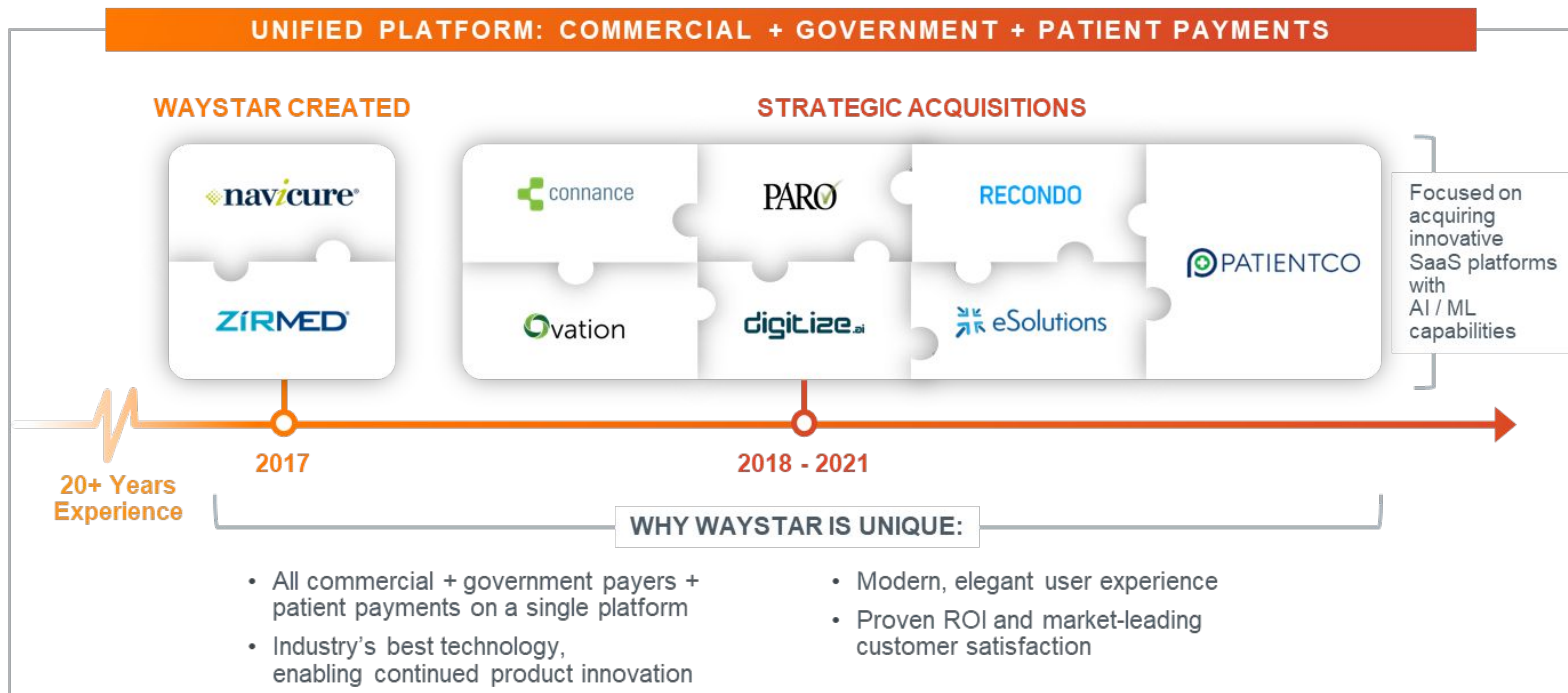 UNIFIED PLATFORM: COMMERCIAL + GOVERNMENT + PATIENT PAYMENTS
WAYSTAR CREATED
STRATEGIC ACQUISITIONS
navicure®
ZIRMED®
connance
PARO
RECONDO
PATIENTCO
Ovation
digitize.ai
eSolutions
Focused on
acquiring
innovative
SaaS platforms
with
AI / ML
capabilities
20+ Years
Experience
2017
2018 - 2021
WHY WAYSTAR IS UNIQUE:
• All commercial + government payers +
patient payments on a single platform
• Industry’s best technology,
enabling continued product innovation
• Modern, elegant user experience
• Proven ROI and market-leading
customer satisfaction